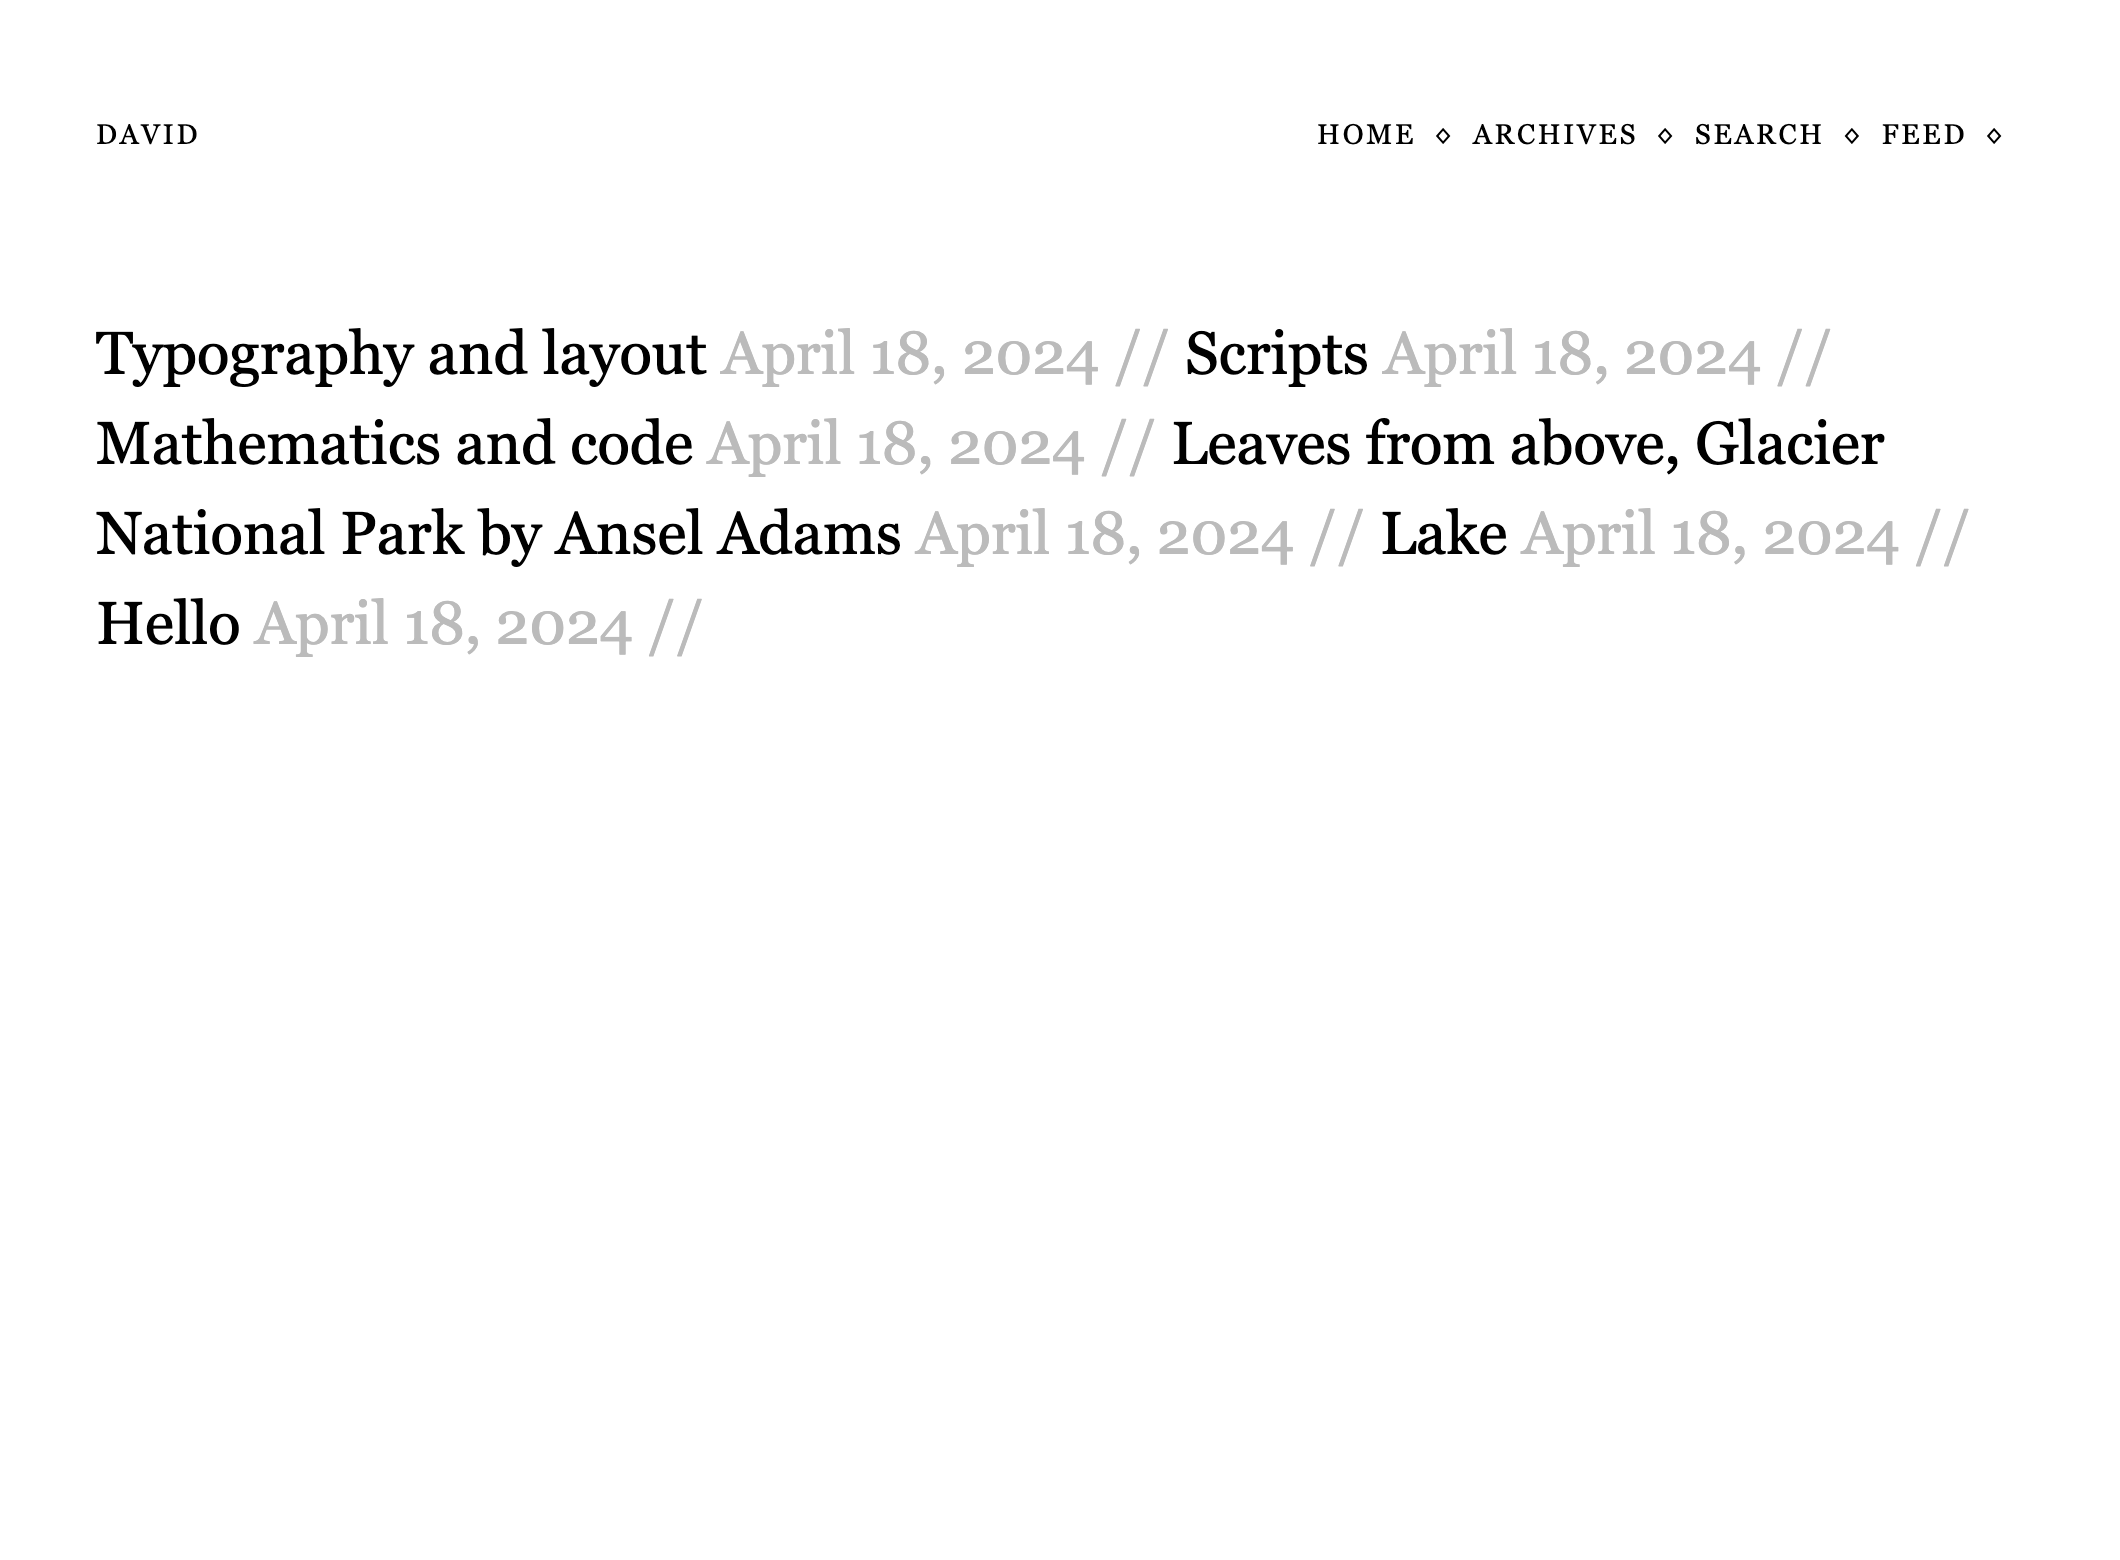 DAVID
HOME ◇ ARCHIVES ◇ SEARCH ◇ FEED ◇
Typography and layout April 18, 2024 // Scripts April 18, 2024 //
Mathematics and code April 18, 2024 // Leaves from above, Glacier
National Park by Ansel Adams April 18, 2024 // Lake April 18, 2024 //
Hello April 18, 2024 //